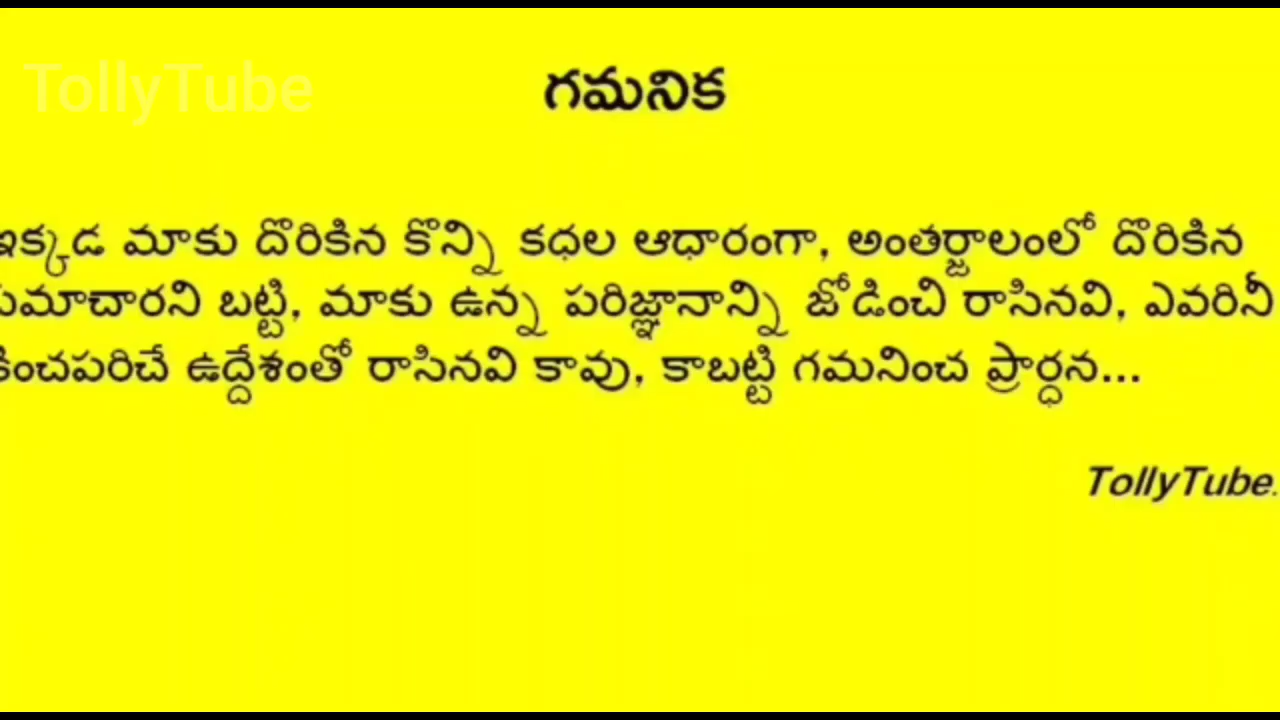 TollyTube
గమనిక
ఇక్కడ మాకు దొరికిన కొన్ని కధల ఆధారంగా, అంతర్జాలంలో దొరికిన
సమాచారని బట్టి, మాకు ఉన్న పరిజ్ఞానాన్ని జోడించి రాసినవి, ఎవరినీ
ఉద్దేశంతో రాసినవి కావు, కాబట్టి గమనించ ప్రార్ధన...
TollyTube.